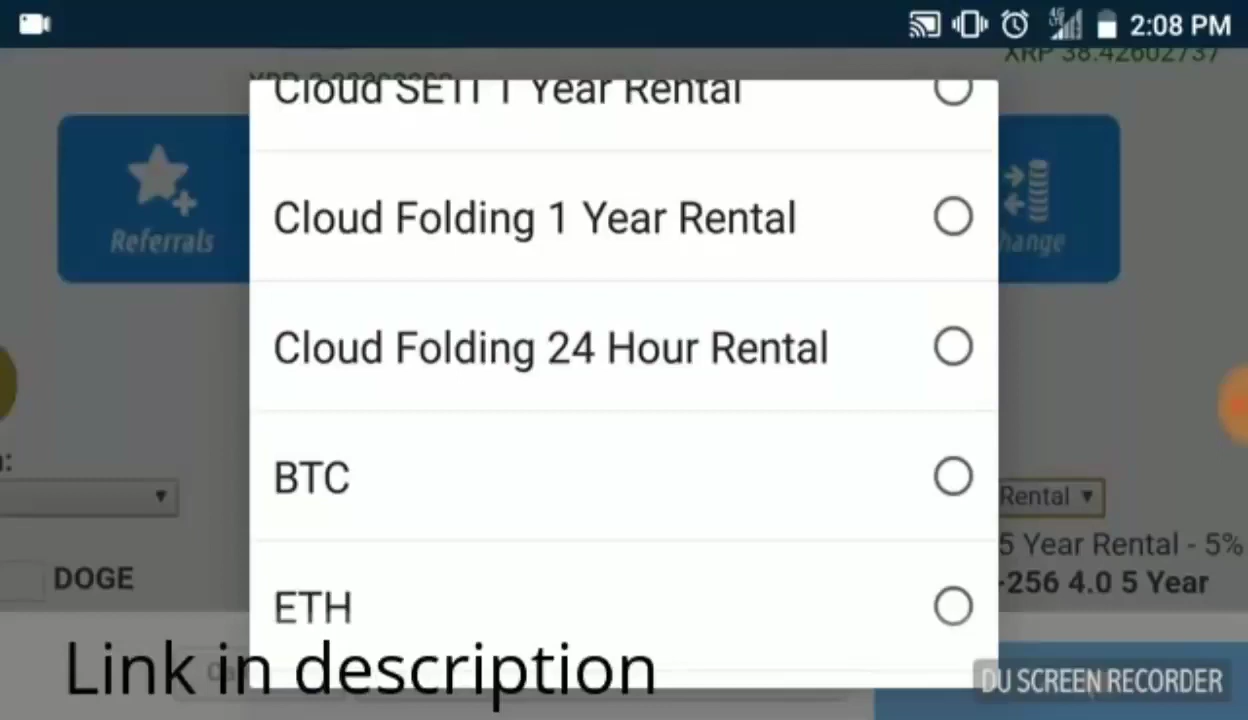 4G
2:08 PM
XRP 38.42602737
Cloud SETI 1 Year Rental
Cloud Folding 1 Year Rental
Referrals
hange
Cloud Folding 24 Hour Rental
BTC
Rental
5 Year Rental - 5%
DOGE
-256 4.0 5 Year
ETH
Link in description
DU SCREEN RECORDER